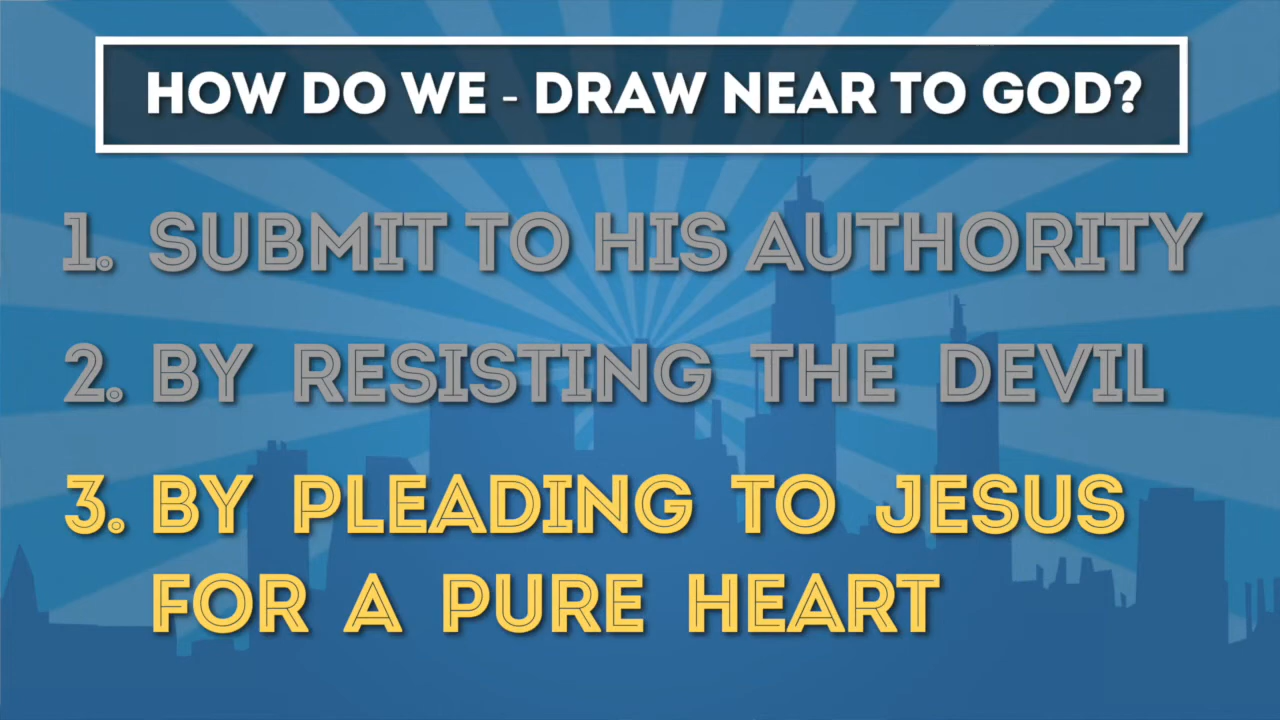 HOW DO WE - DRAW NEAR TO GOD?
1. SUBMIT TO HIS AUTHORITY
2. BY RESISTING THE DEVIL
3. BY PLEADING TO JESUS
FOR A PURE HEART